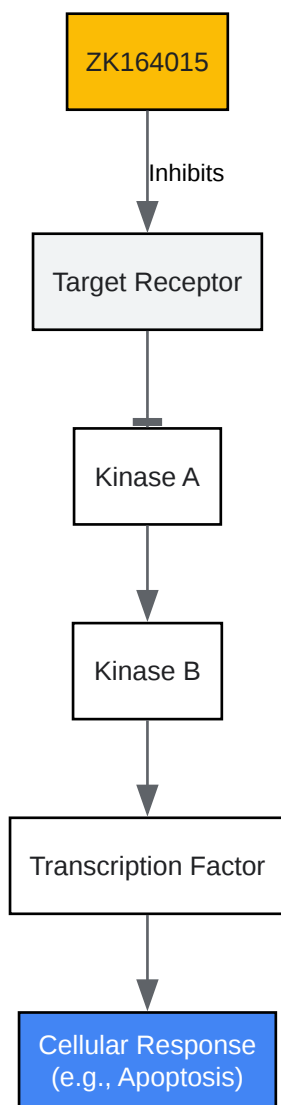 ZK164015
Inhibits
Target Receptor
Kinase A
Kinase B
Transcription Factor
Cellular Response
(e.g., Apoptosis)